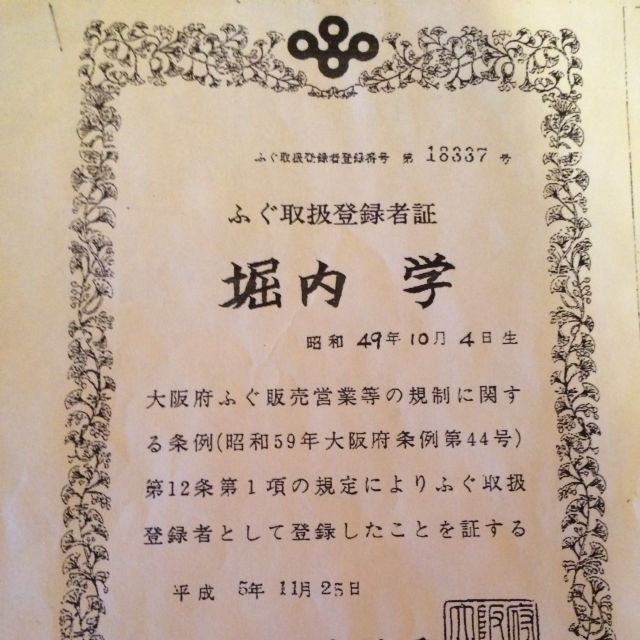 ふぐ取扱登録者登録番号 第 18337 号
ふぐ取扱登録者証
堀内 学
昭和 49年10月 4日生
大阪府ふぐ販売営業等の規制に関す
る条例(昭和59年大阪府条例第44号)
第12条第1項の規定によりふぐ取扱
登録者として登録したことを証する
平成 5年 11月 25日
大阪府